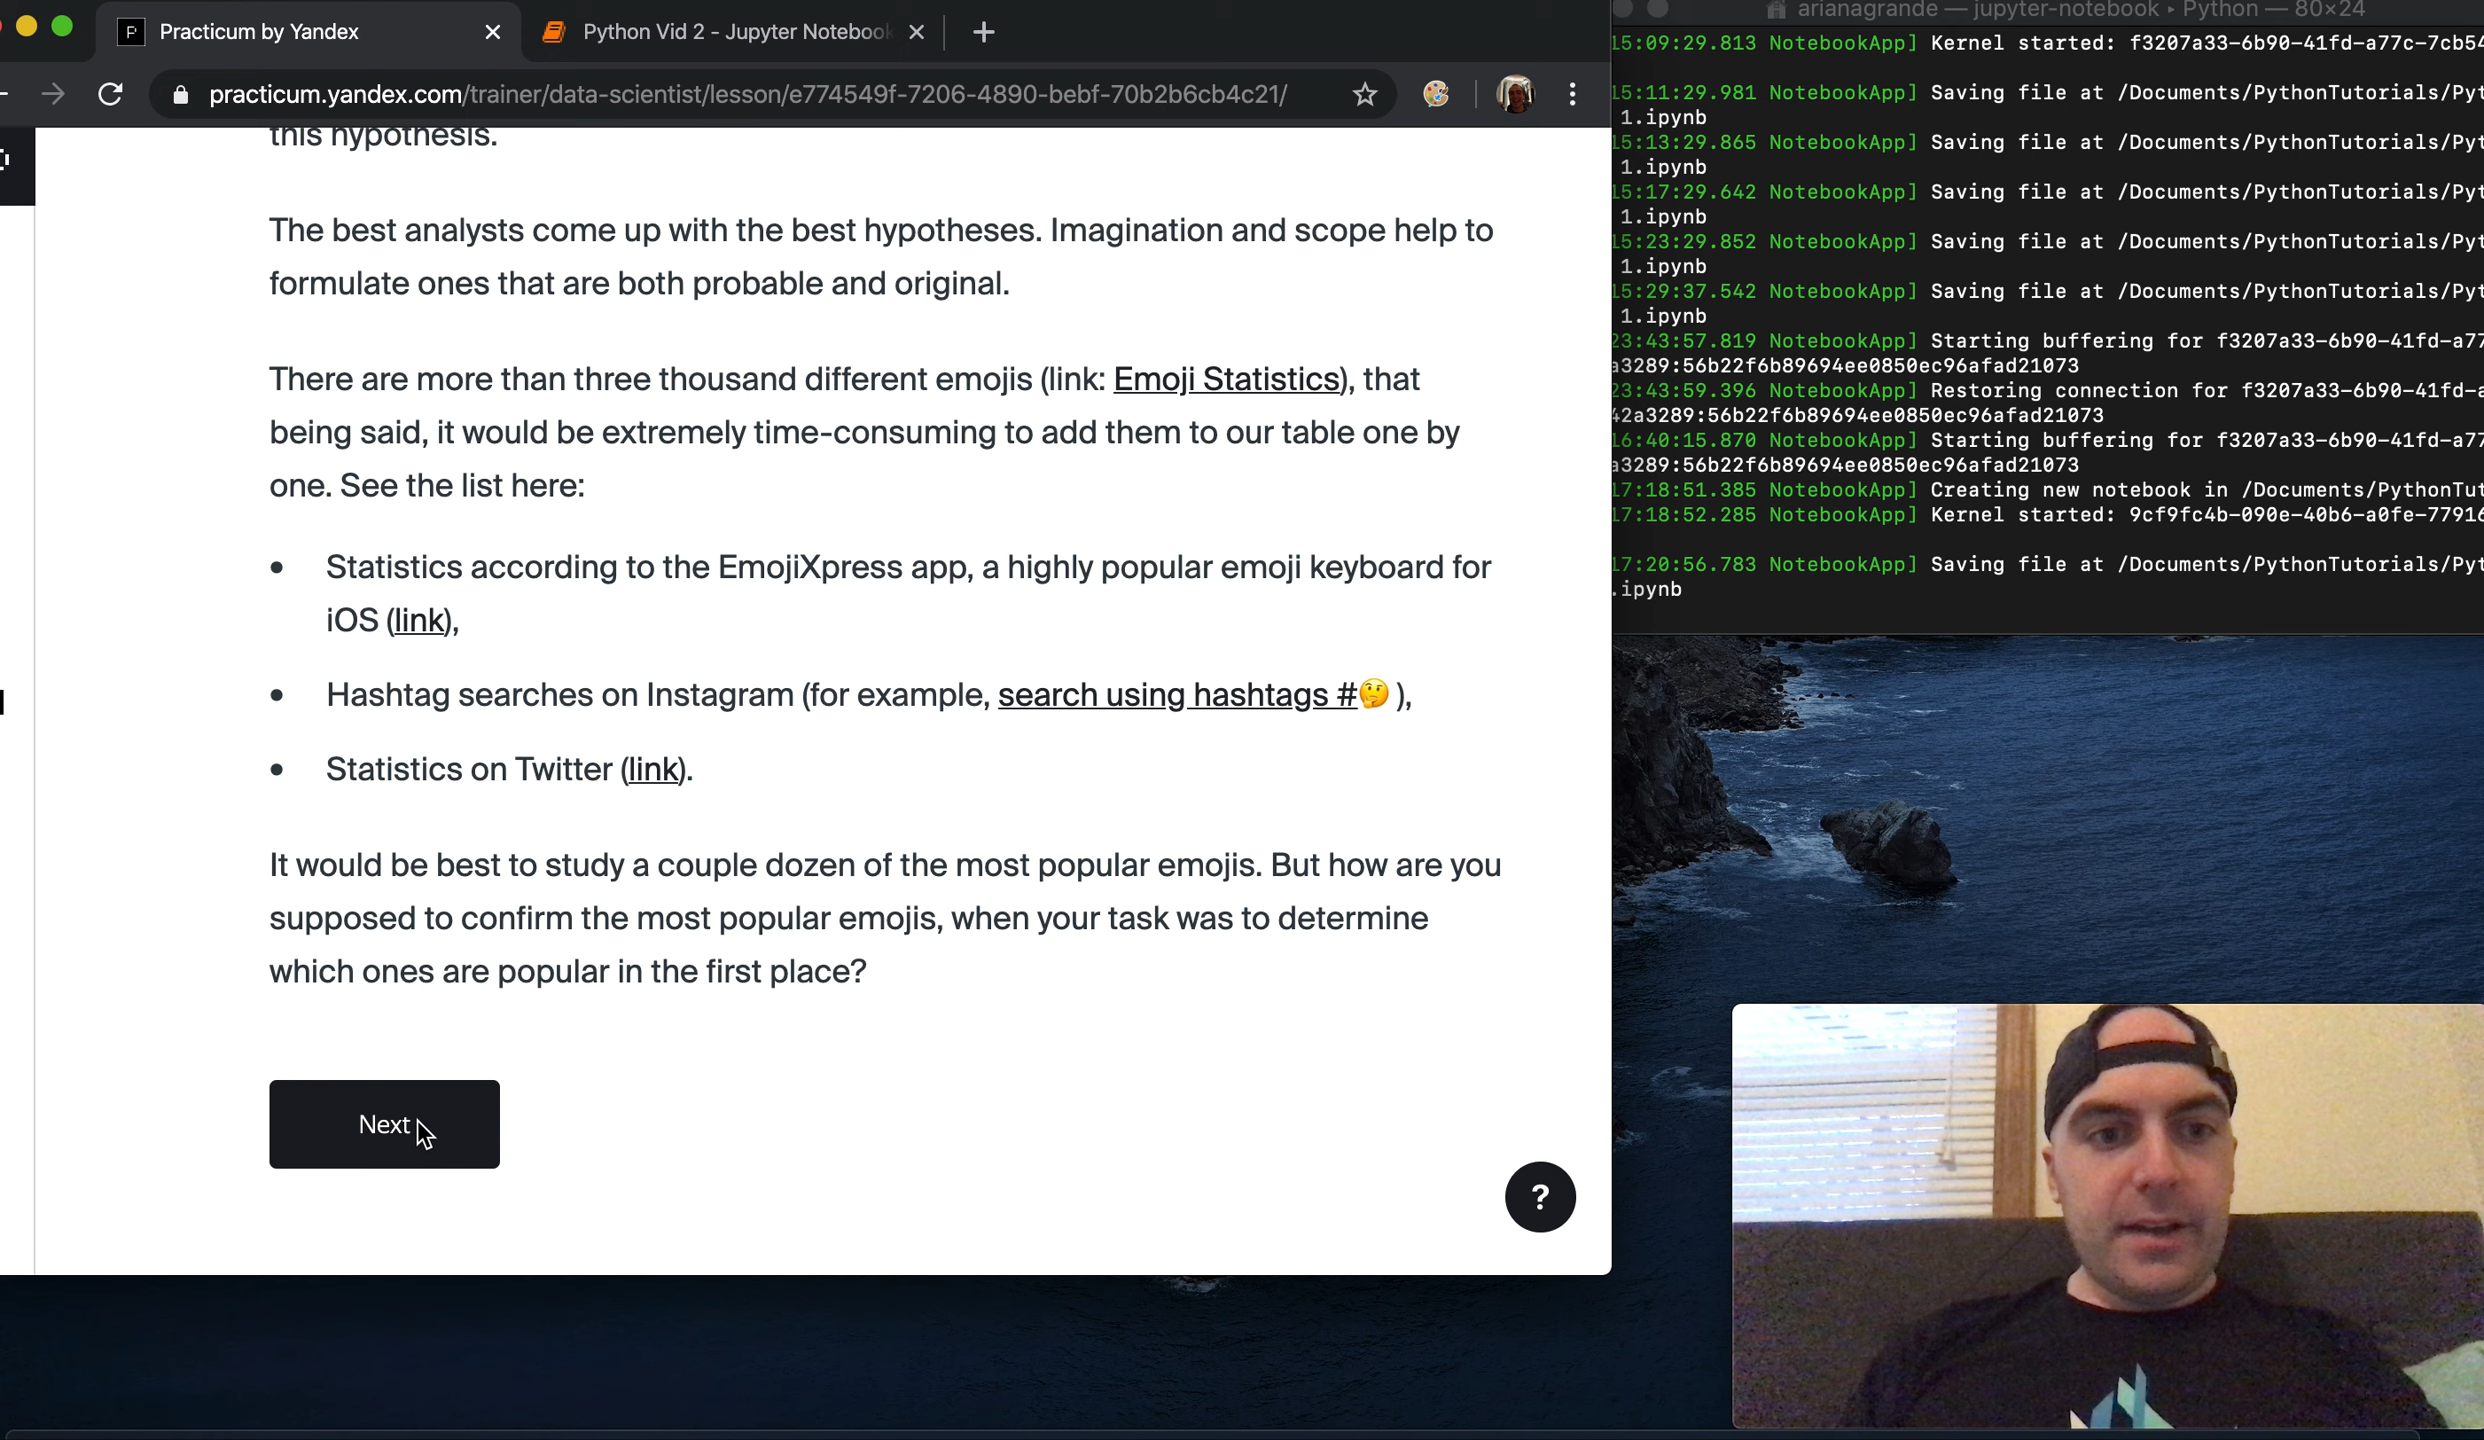 Practicum by Yandex
Python Vid 2 - Jupyter Notebook
practicum.yandex.com/trainer/data-scientist/lesson/e774549f-7206-4890-bebf-70b2b6cb4c21/
this hypothesis.
The best analysts come up with the best hypotheses. Imagination and scope help to
formulate ones that are both probable and original.
There are more than three thousand different emojis (link: Emoji Statistics), that
being said, it would be extremely time-consuming to add them to our table one by
one. See the list here:
• Statistics according to the EmojiXpress app, a highly popular emoji keyboard for
iOS (link),
• Hashtag searches on Instagram (for example, search using hashtags #🤔 ),
• Statistics on Twitter (link).
It would be best to study a couple dozen of the most popular emojis. But how are you
supposed to confirm the most popular emojis, when your task was to determine
which ones are popular in the first place?
Next
?
arianagrande — jupyter-notebook ▸ Python — 80×24
15:09:29.813 NotebookApp] Kernel started: f3207a33-6b90-41fd-a77c-7cb54
15:11:29.981 NotebookApp] Saving file at /Documents/PythonTutorials/Pyt
1.ipynb
15:13:29.865 NotebookApp] Saving file at /Documents/PythonTutorials/Pyt
1.ipynb
15:17:29.642 NotebookApp] Saving file at /Documents/PythonTutorials/Pyt
1.ipynb
15:23:29.852 NotebookApp] Saving file at /Documents/PythonTutorials/Pyt
1.ipynb
15:29:37.542 NotebookApp] Saving file at /Documents/PythonTutorials/Pyt
1.ipynb
23:43:57.819 NotebookApp] Starting buffering for f3207a33-6b90-41fd-a77
a3289:56b22f6b89694ee0850ec96afad21073
23:43:59.396 NotebookApp] Restoring connection for f3207a33-6b90-41fd-a
42a3289:56b22f6b89694ee0850ec96afad21073
16:40:15.870 NotebookApp] Starting buffering for f3207a33-6b90-41fd-a77
a3289:56b22f6b89694ee0850ec96afad21073
17:18:51.385 NotebookApp] Creating new notebook in /Documents/PythonTut
17:18:52.285 NotebookApp] Kernel started: 9cf9fc4b-090e-40b6-a0fe-77916
17:20:56.783 NotebookApp] Saving file at /Documents/PythonTutorials/Pyt
.ipynb